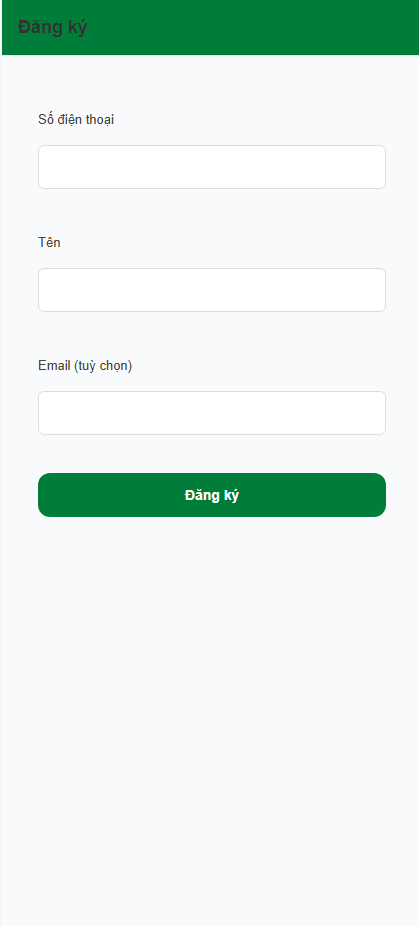 Đăng ký
Số điện thoại
Tên
Email (tuỳ chọn)
Đăng ký